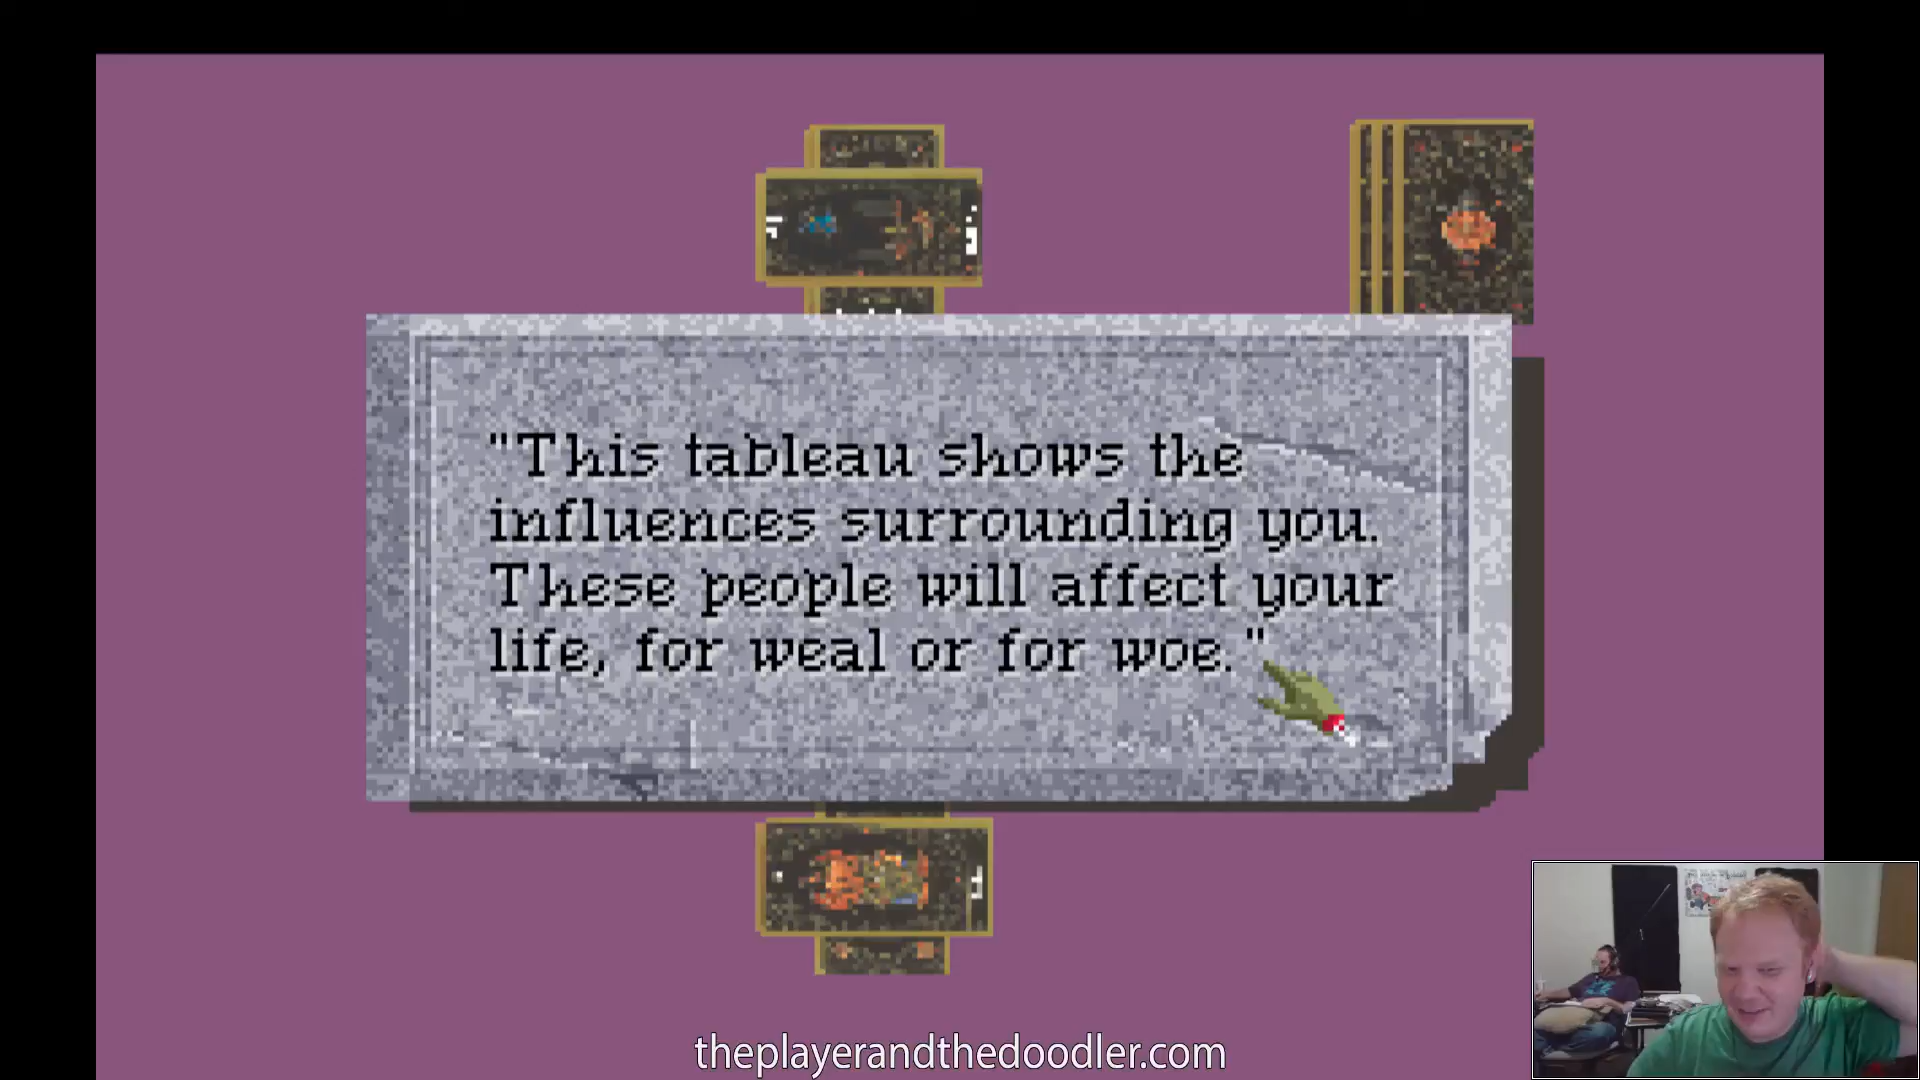 "This tableau shows the
influences surrounding you.
These people will affect your
life, for weal or for woe."
theplayerandthedoodler.com